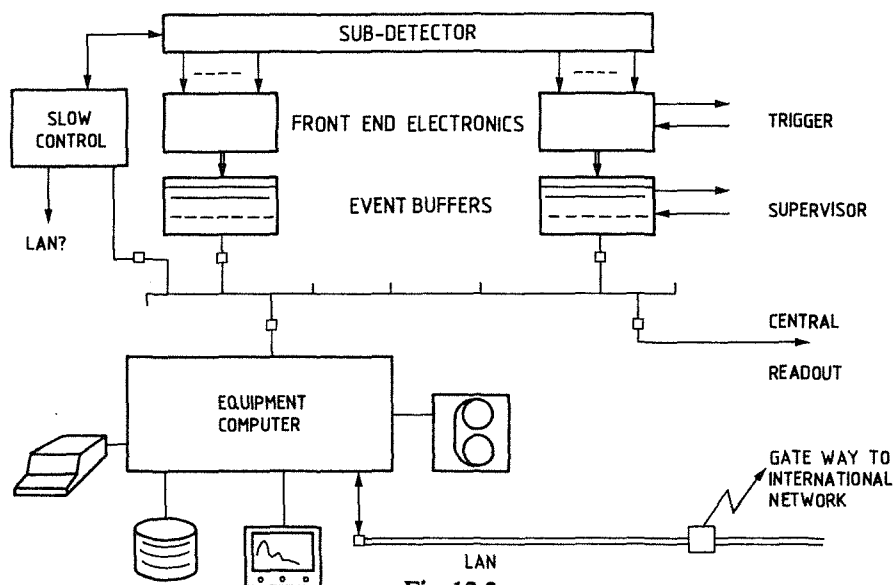 SUB-DETECTOR
SLOW
CONTROL
FRONT END ELECTRONICS
TRIGGER
EVENT BUFFERS
SUPERVISOR
LAN?
CENTRAL
READOUT
EQUIPMENT
COMPUTER
GATE WAY TO
INTERNATIONAL
NETWORK
LAN